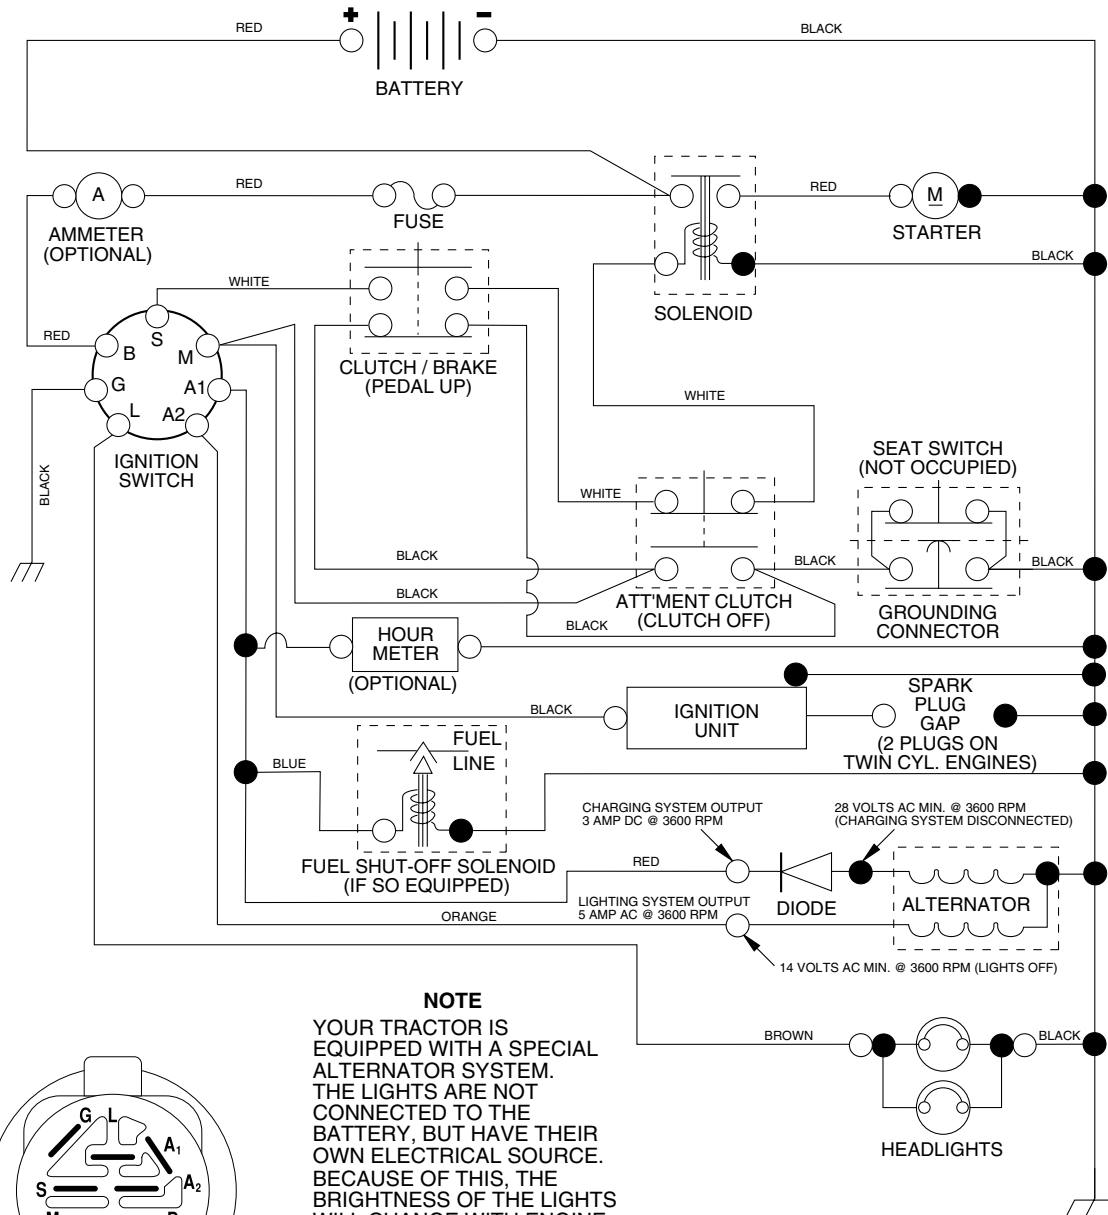 + -
RED
BLACK
BATTERY
RED
A
FUSE
AMMETER
(OPTIONAL)
RED
M
STARTER
BLACK
SOLENOID
WHITE
CLUTCH / BRAKE
(PEDAL UP)
RED
S
B
M
G
A1
L
A2
IGNITION
SWITCH
BLACK
WHITE
SEAT SWITCH
(NOT OCCUPIED)
WHITE
BLACK
BLACK
BLACK
BLACK
ATT'MENT CLUTCH
(CLUTCH OFF)
BLACK
GROUNDING
CONNECTOR
HOUR
METER
(OPTIONAL)
BLACK
IGNITION
UNIT
SPARK
PLUG
GAP
(2 PLUGS ON
TWIN CYL. ENGINES)
FUEL
LINE
BLUE
FUEL SHUT-OFF SOLENOID
(IF SO EQUIPPED)
CHARGING SYSTEM OUTPUT
3 AMP DC @ 3600 RPM
28 VOLTS AC MIN. @ 3600 RPM
(CHARGING SYSTEM DISCONNECTED)
RED
DIODE
ALTERNATOR
LIGHTING SYSTEM OUTPUT
5 AMP AC @ 3600 RPM
ORANGE
14 VOLTS AC MIN. @ 3600 RPM (LIGHTS OFF)
BROWN
BLACK
HEADLIGHTS
NOTE
YOUR TRACTOR IS
EQUIPPED WITH A SPECIAL
ALTERNATOR SYSTEM.
THE LIGHTS ARE NOT
CONNECTED TO THE
BATTERY, BUT HAVE THEIR
OWN ELECTRICAL SOURCE.
BECAUSE OF THIS, THE
BRIGHTNESS OF THE LIGHTS
WILL CHANGE WITH ENGINE
G L
A1
S
A2
M
B